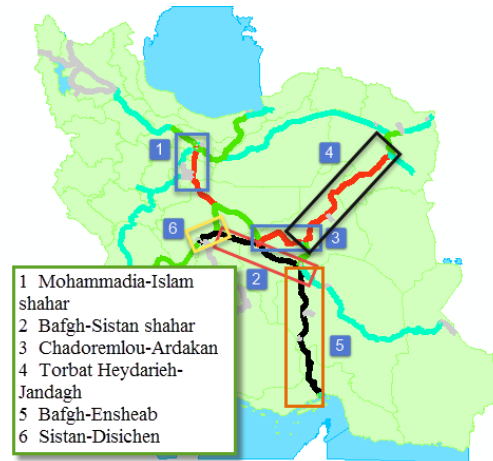 1
4
6
3
2
5
1 Mohammadia-Islam
shahar
2 Bafgh-Sistan shahar
3 Chadoremlou-Ardakan
4 Torbat Heydarieh-
Jandagh
5 Bafgh-Ensheab
6 Sistan-Disichen